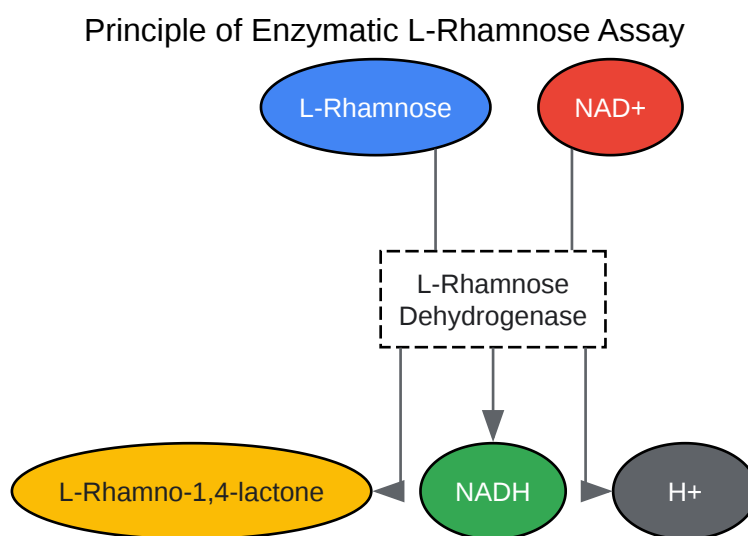 Principle of Enzymatic L-Rhamnose Assay
L-Rhamnose
NAD+
L-Rhamnose
Dehydrogenase
L-Rhamno-1,4-lactone
NADH
H+